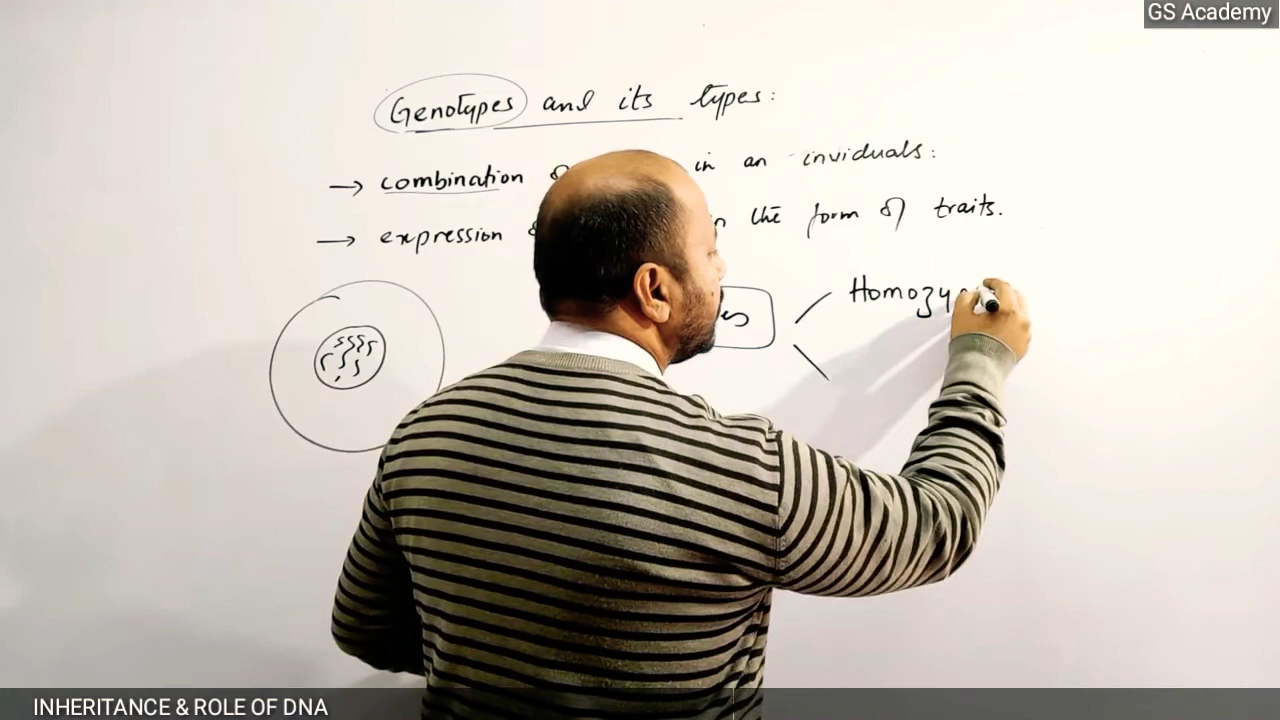 GS Academy
Genotypes and its types:
→ combination in an inviduals:
→ expression the form of traits.
INHERITANCE & ROLE OF DNA